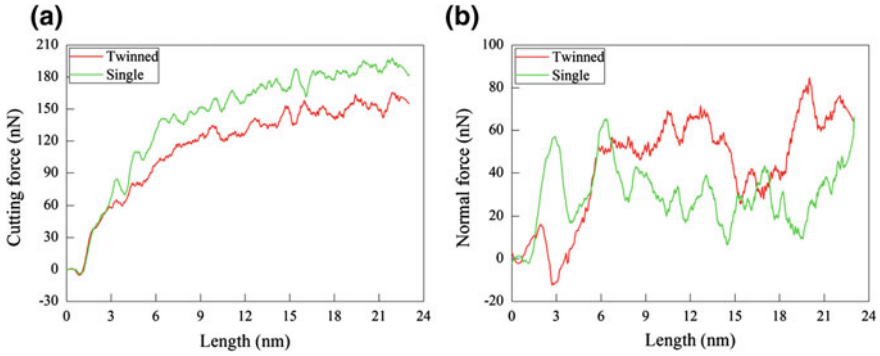 (a)
210
180
150
120
90
60
30
0
-30
Cutting force (nN)
Twinned
Single
0 3 6 9 12 15 18 21 24
Length (nm)
(b)
100
80
60
40
20
0
-20
Normal force (nN)
Twinned
Single
0 3 6 9 12 15 18 21 24
Length (nm)